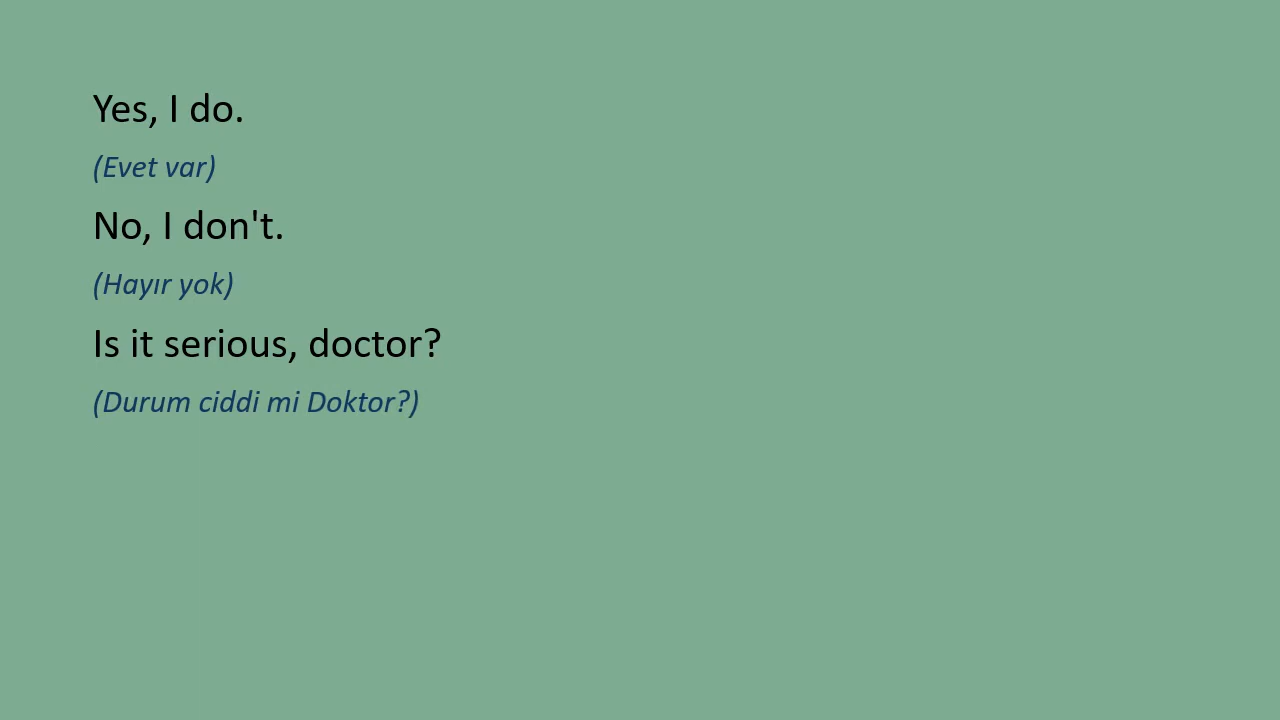 Yes, I do.
(Evet var)
No, I don't.
(Hayır yok)
Is it serious, doctor?
(Durum ciddi mi Doktor?)